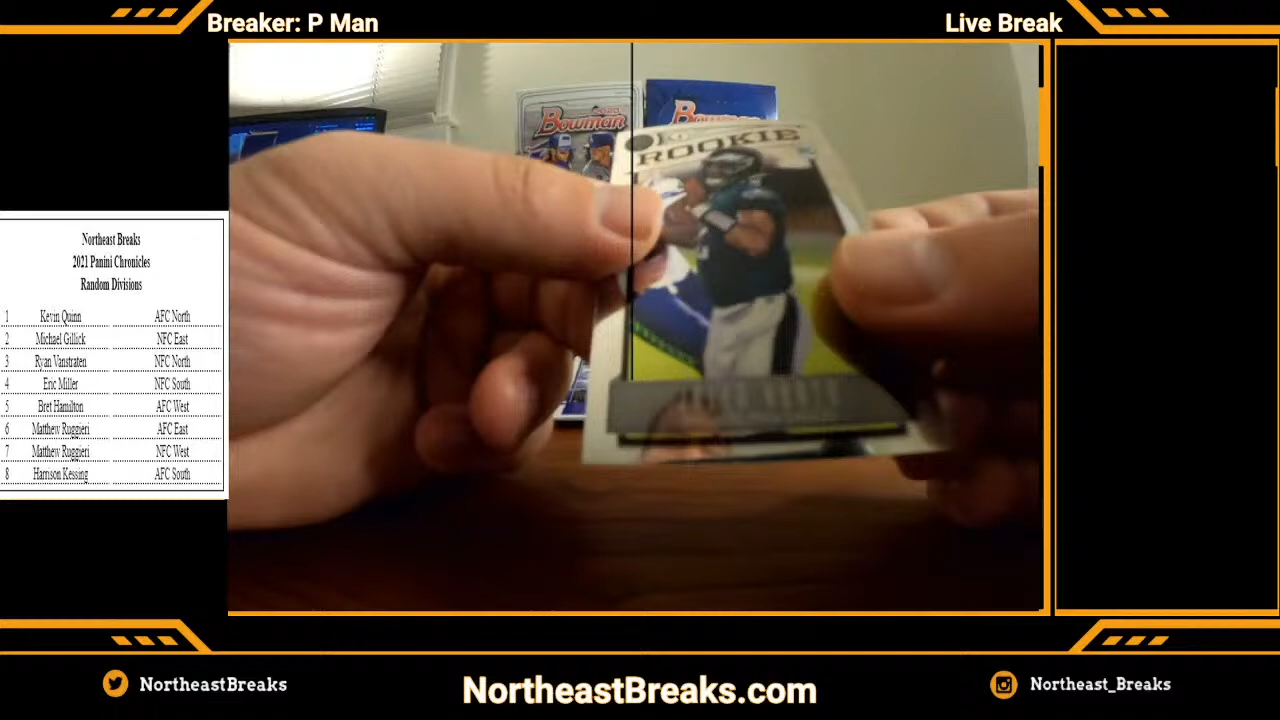 Breaker: P Man
Live Break
Bowman
Bowman
ROOKIE
Northeast Breaks
2021 Panini Chronicles
Random Divisions
1 Kevin Quinn AFC North
2 Michael Gillick NFC East
3 Ryan Vanstraten NFC North
4 Eric Miller NFC South
5 Bret Hamilton AFC West
6 Matthew Ruggieri AFC East
7 Matthew Ruggieri NFC West
8 Harrison Kessing AFC South
NortheastBreaks
NortheastBreaks.com
Northeast_Breaks